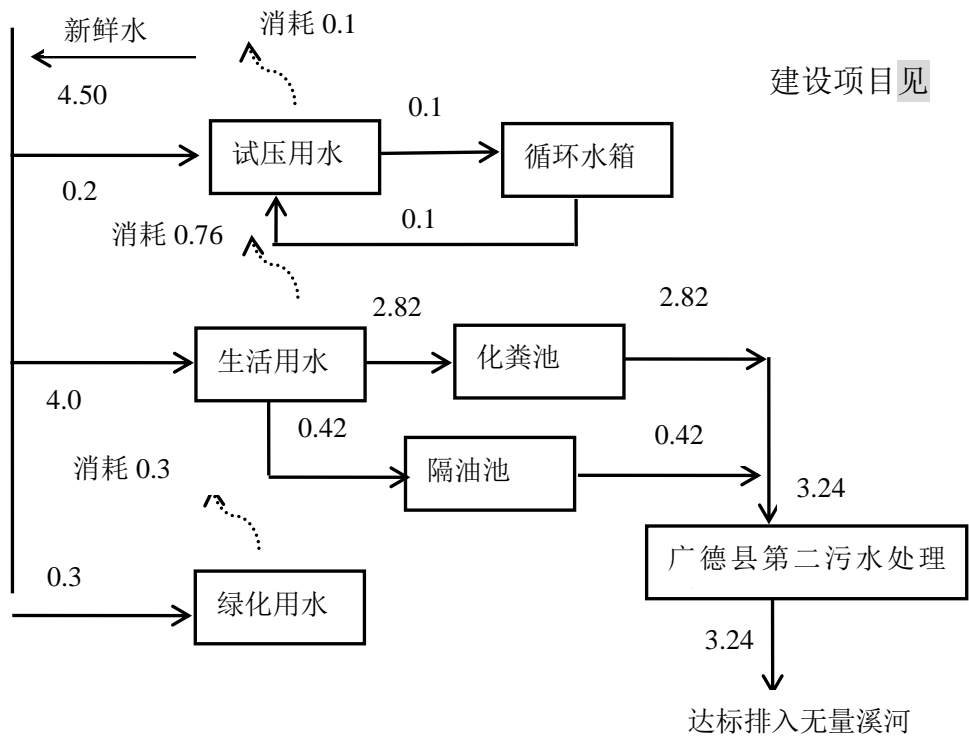 新鲜水
消耗 0.1
4.50
建设项目见
0.1
试压用水
循环水箱
0.2
0.1
消耗 0.76
2.82
2.82
生活用水
化粪池
4.0
0.42
0.42
消耗 0.3
隔油池
3.24
广德县第二污水处理
0.3
绿化用水
3.24
达标排入无量溪河